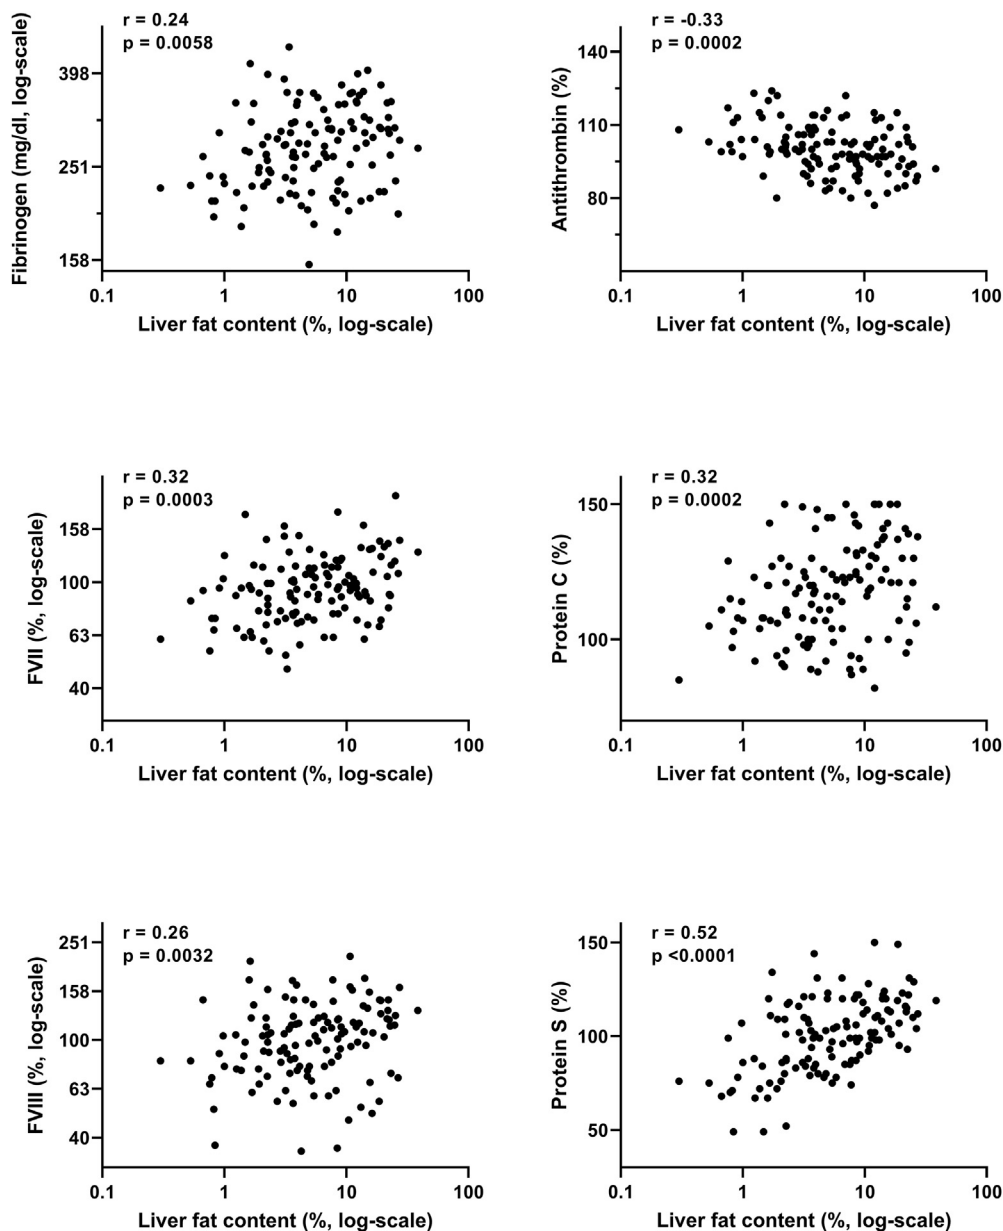 r = 0.24
p = 0.0058
Fibrinogen (mg/dl, log-scale)
398
251
158
0.1 1 10 100
Liver fat content (%, log-scale)
r = -0.33
p = 0.0002
Antithrombin (%)
140
110
80
0.1 1 10 100
Liver fat content (%, log-scale)
r = 0.32
p = 0.0003
FVII (%, log-scale)
158
100
63
40
0.1 1 10 100
Liver fat content (%, log-scale)
r = 0.32
p = 0.0002
Protein C (%)
150
100
0.1 1 10 100
Liver fat content (%, log-scale)
r = 0.26
p = 0.0032
FVIII (%, log-scale)
251
158
100
63
40
0.1 1 10 100
Liver fat content (%, log-scale)
r = 0.52
p <0.0001
Protein S (%)
150
100
50
0.1 1 10 100
Liver fat content (%, log-scale)